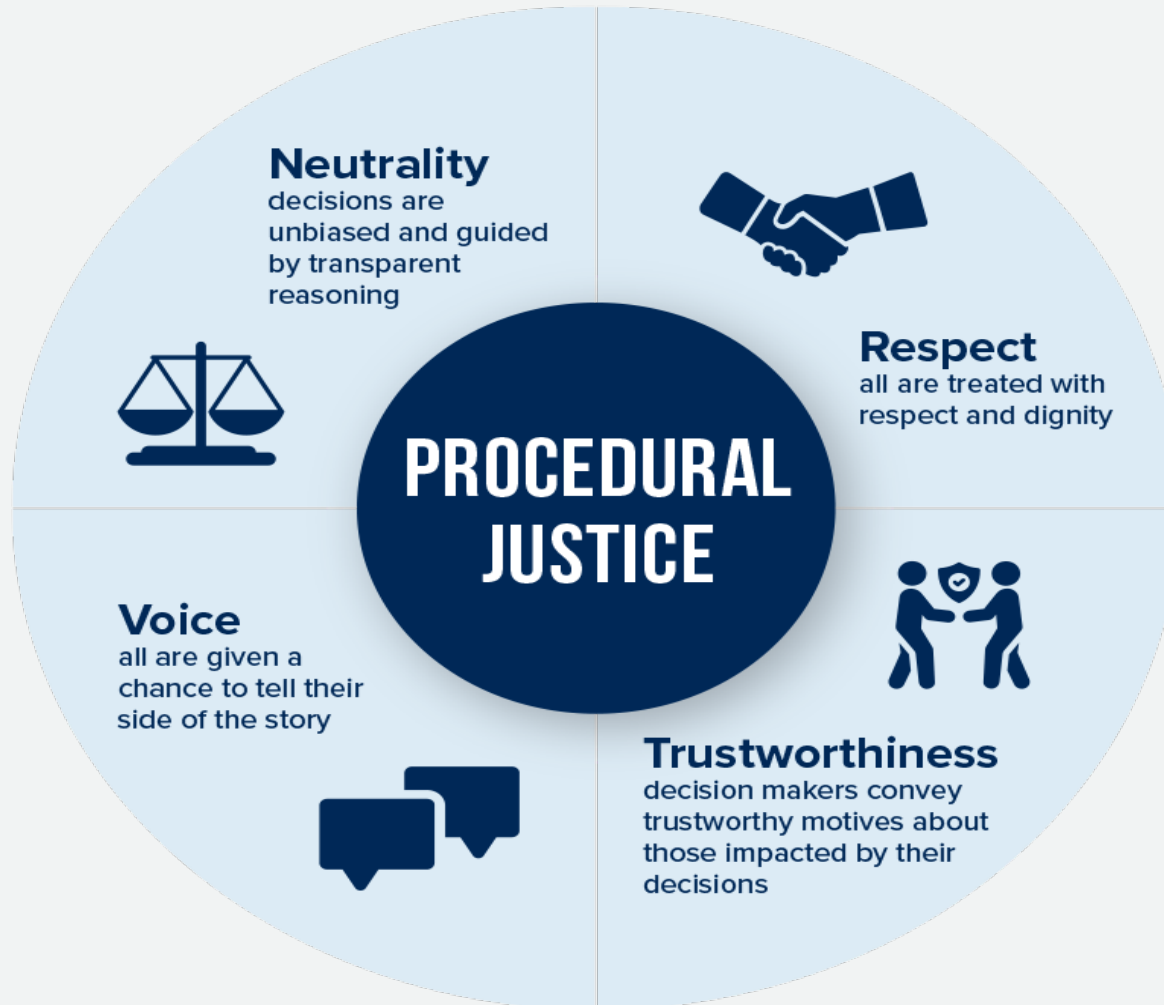 Neutrality
decisions are
unbiased and guided
by transparent
reasoning
Respect
all are treated with
respect and dignity
PROCEDURAL
JUSTICE
Voice
all are given a
chance to tell their
side of the story
Trustworthiness
decision makers convey
trustworthy motives about
those impacted by their
decisions